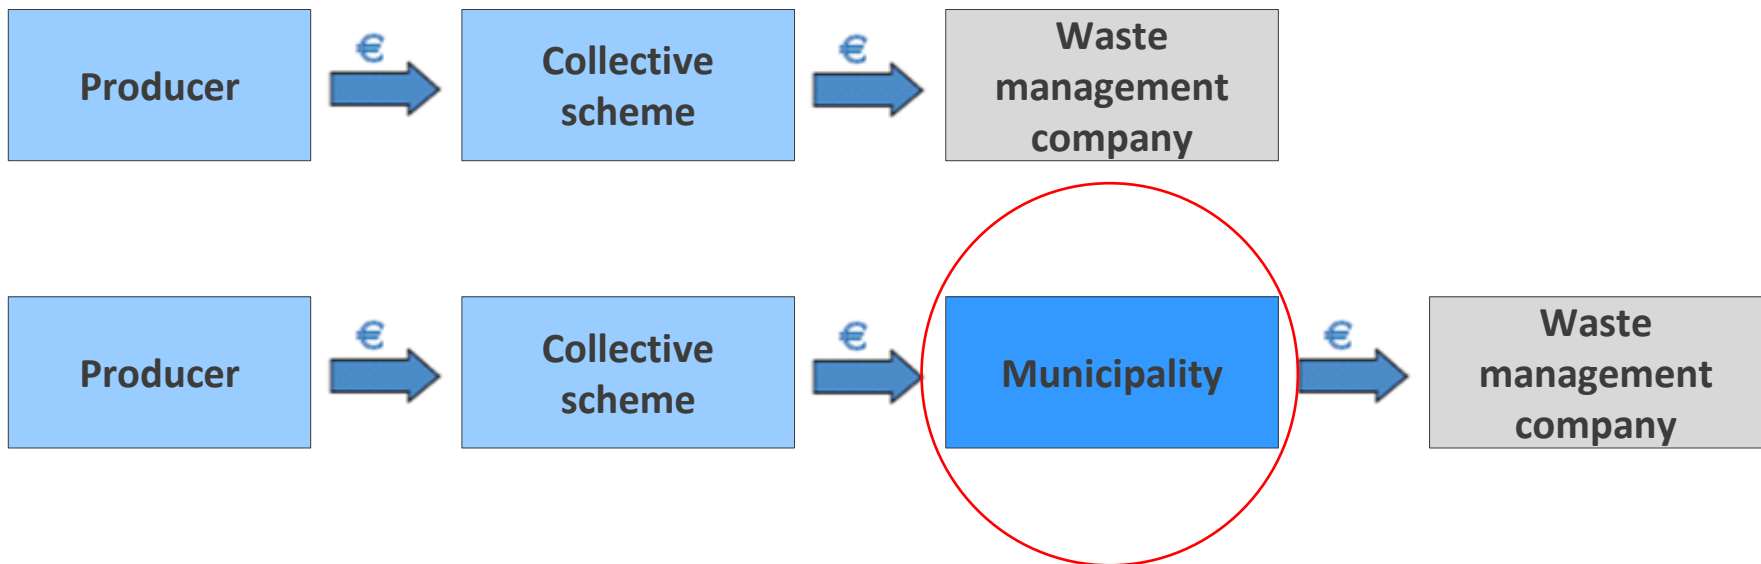 €
€
Producer
Collective
scheme
Waste
management
company
€
€
€
Producer
Collective
scheme
Municipality
Waste
management
company